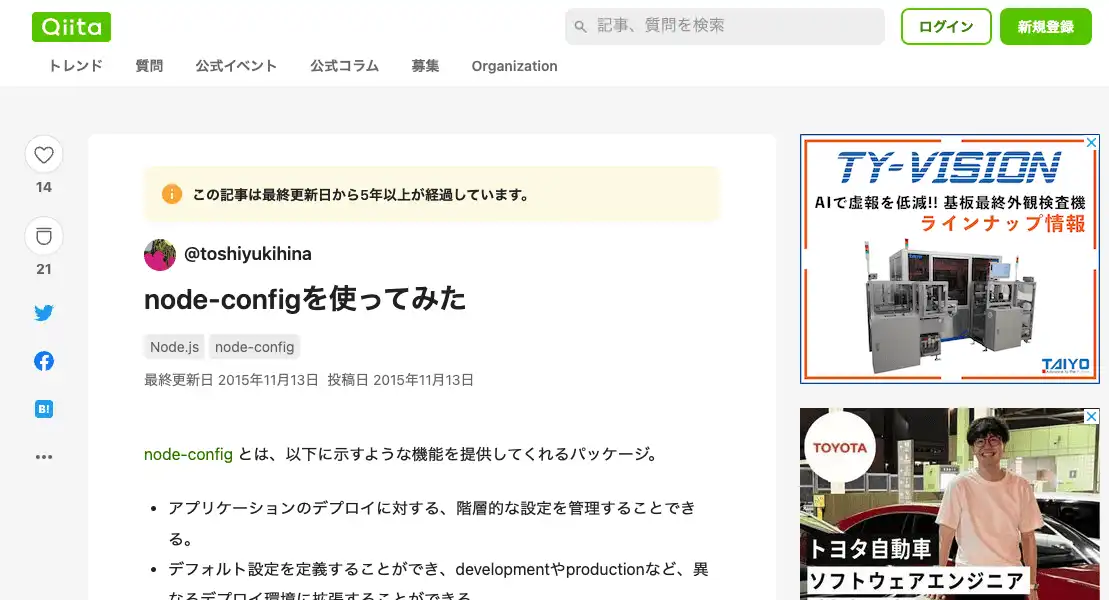 Qiita
記事、質問を検索
ログイン
新規登録
トレンド
質問
公式イベント
公式コラム
募集
Organization
14
21
B!
この記事は最終更新日から5年以上が経過しています。
@toshiyukihina
node-configを使ってみた
Node.js
node-config
最終更新日 2015年11月13日 投稿日 2015年11月13日
node-config とは、以下に示すような機能を提供してくれるパッケージ。
アプリケーションのデプロイに対する、階層的な設定を管理することでき
る。
デフォルト設定を定義することができ、developmentやproductionなど、異
なるデプロイ環境に拡張することができる
TY-VISION
AIで虚報を低減!! 基板最終外観検査機
ラインナップ情報
TAIYO
TOYOTA
トヨタ自動車
ソフトウェアエンジニア